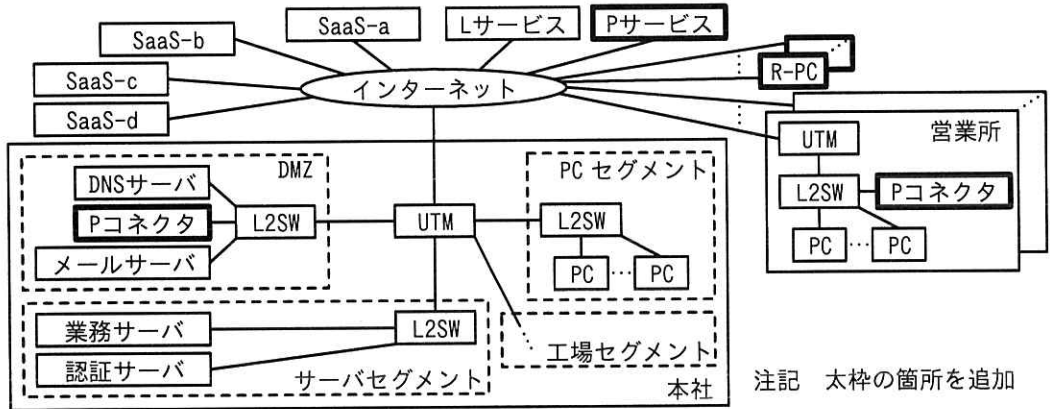 SaaS-a
Lサービス
Pサービス
SaaS-b
R-PC
SaaS-c
インターネット
SaaS-d
営業所
UTM
L2SW
Pコネクタ
PC
PC
DMZ
DNSサーバ
Pコネクタ
L2SW
メールサーバ
UTM
PCセグメント
L2SW
PC
PC
業務サーバ
L2SW
認証サーバ
サーバセグメント
工場セグメント
本社
注記　太枠の箇所を追加